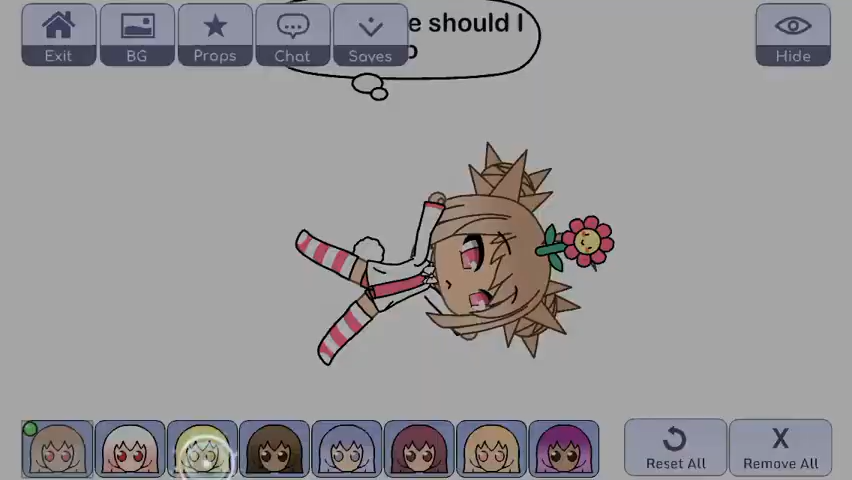 e should I
o
Exit
BG
Props
Chat
Saves
Hide
Reset All
X
Remove All